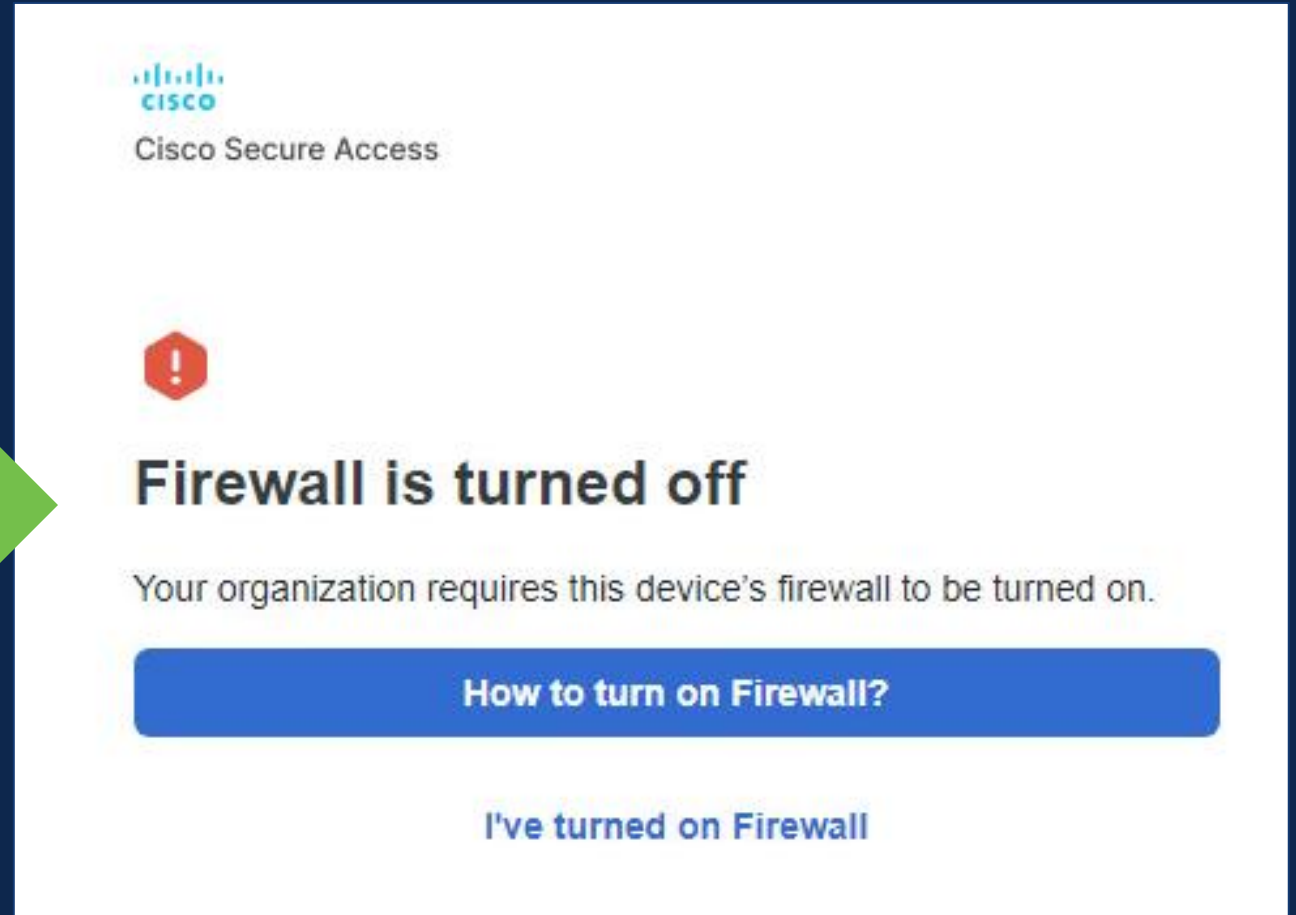 CISCO
Cisco Secure Access
Firewall is turned off
Your organization requires this device’s firewall to be turned on.
How to turn on Firewall?
I've turned on Firewall